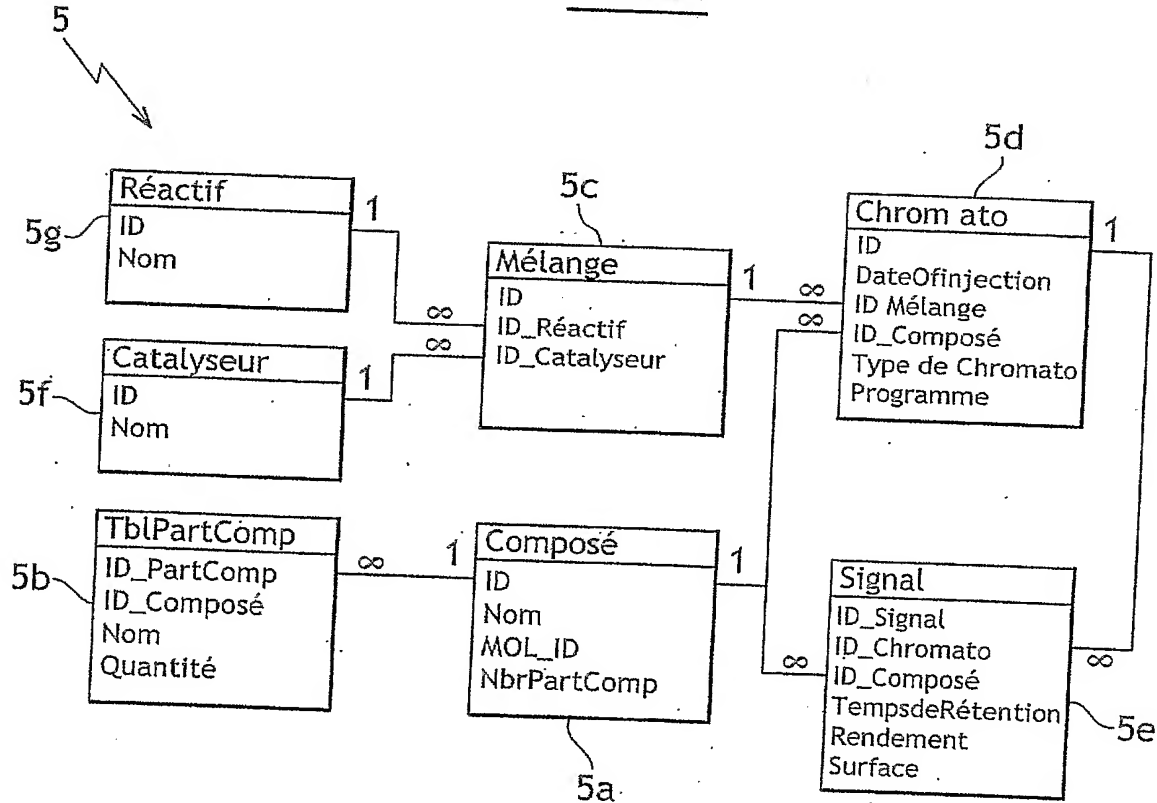 5
Réactif
ID
Nom
5g
1
∞
Catalyseur
ID
Nom
5f
1
∞
TblPartComp
ID_PartComp
ID_Composé
Nom
Quantité
5b
∞
1
5c
Mélange
ID
ID_Réactif
ID_Catalyseur
1
∞
Composé
ID
Nom
MOL_ID
NbrPartComp
5a
1
∞
∞
5d
Chrom ato
ID
DateOfinjection
ID Mélange
ID_Composé
Type de Chromato
Programme
1
∞
Signal
ID_Signal
ID_Chromato
ID_Composé
TempsdeRétention
Rendement
Surface
5e